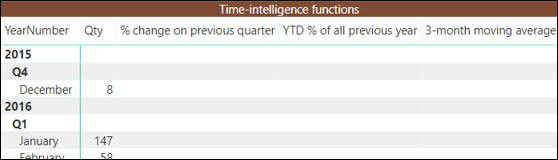 Time-intelligence functions
YearNumber Qty % change on previous quarter YTD % of all previous year 3-month moving average
2015
Q4
December 8
2016
Q1
January 147
February 58